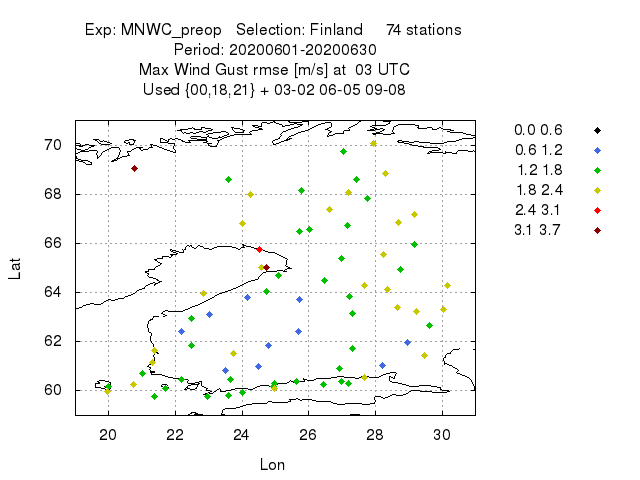 Exp: MNWC_preop   Selection: Finland     74 stations
Period: 20200601-20200630
Max Wind Gust rmse [m/s] at  03 UTC
Used {00,18,21} + 03-02 06-05 09-08
0.0 0.6
0.6 1.2
1.2 1.8
1.8 2.4
2.4 3.1
3.1 3.7
70
68
66
64
62
60
Lat
20 22 24 26 28 30
Lon